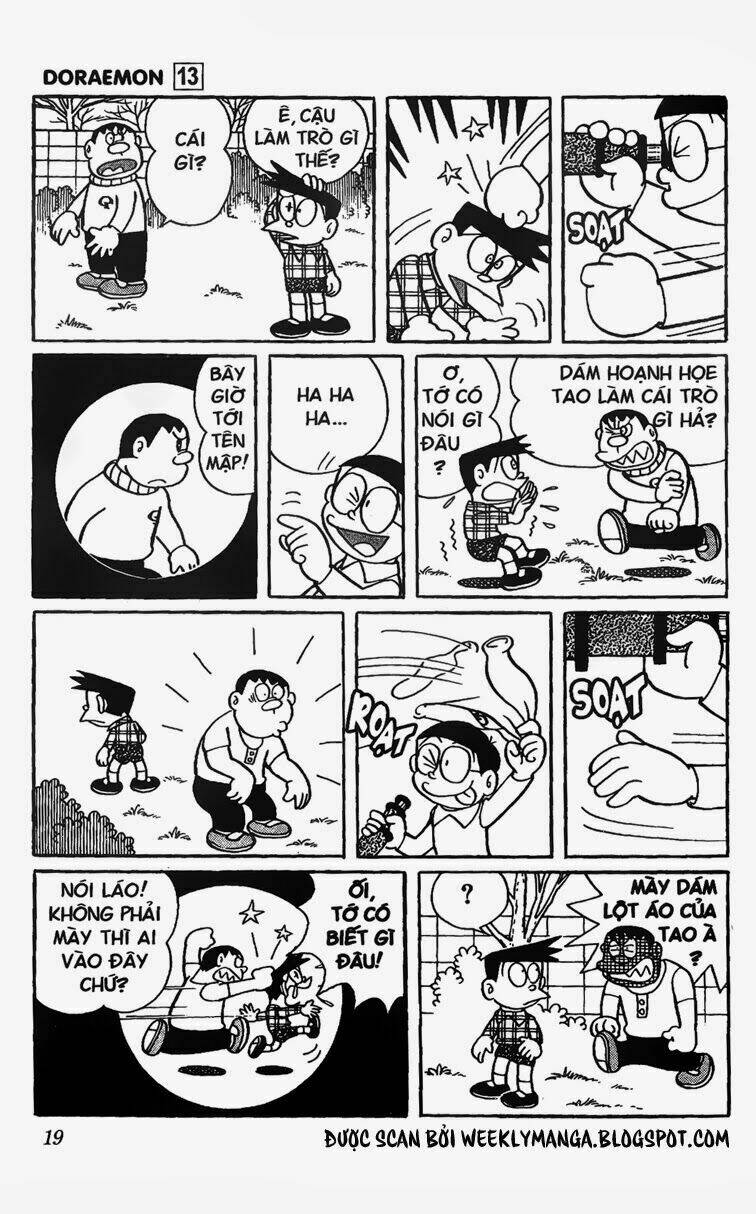 DORAEMON 13
SOẠT
Ê, CẬU
LÀM TRÒ GÌ
THẾ?
CÁI
GÌ?
DÁM HOẠNH HỌE
TAO LÀM CÁI TRÒ
GÌ HẢ?
Ơ,
TỚ CÓ
NÓI GÌ
ĐÂU
?
HA HA
HA...
BÂY
GIỜ
TỚI
TÊN
MẬP!
SOẠT
ROẠT
MÀY DÁM
LỘT ÁO CỦA
TAO À
?
?
ỐI,
TỚ CÓ
BIẾT GÌ
ĐÂU!
NÓI LÁO!
KHÔNG PHẢI
MÀY THÌ AI
VÀO ĐÂY
CHỨ?
19
ĐƯỢC SCAN BỞI WEEKLYMANGA.BLOGSPOT.COM